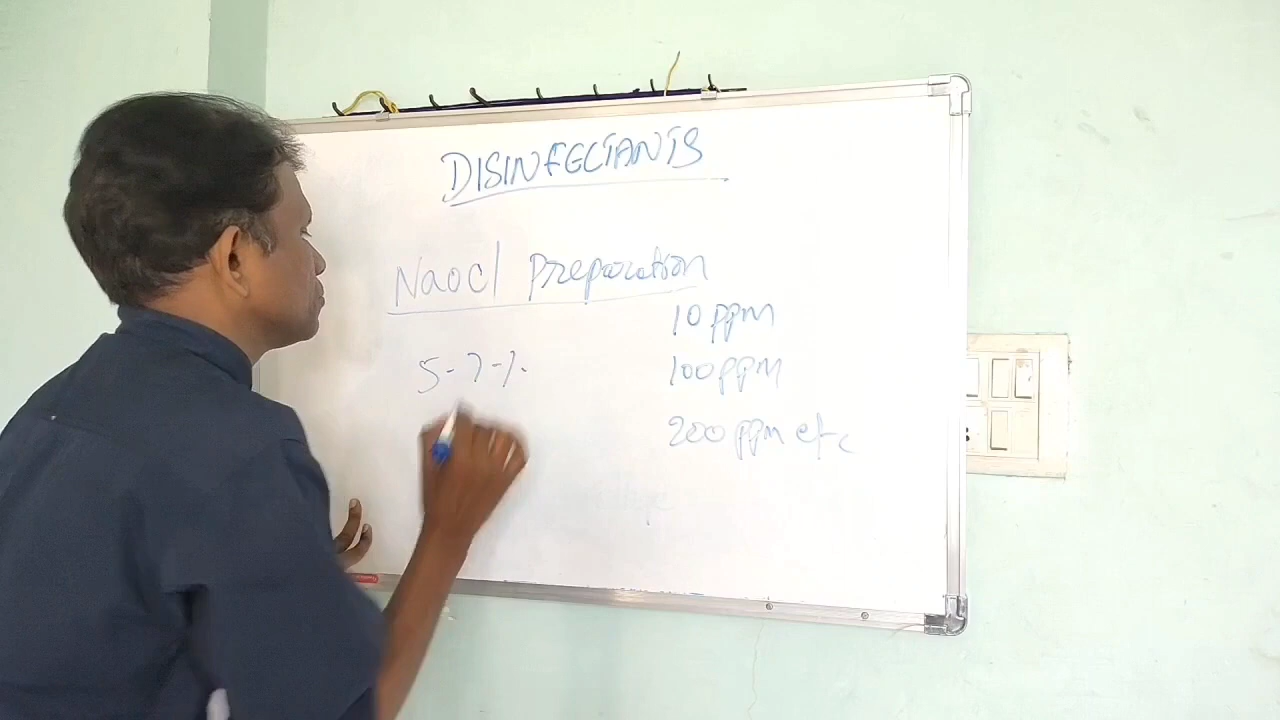 DISINFECTANTS
Naocl Preparation
10 ppm
100 ppm
5-7-%.
200 ppm etc